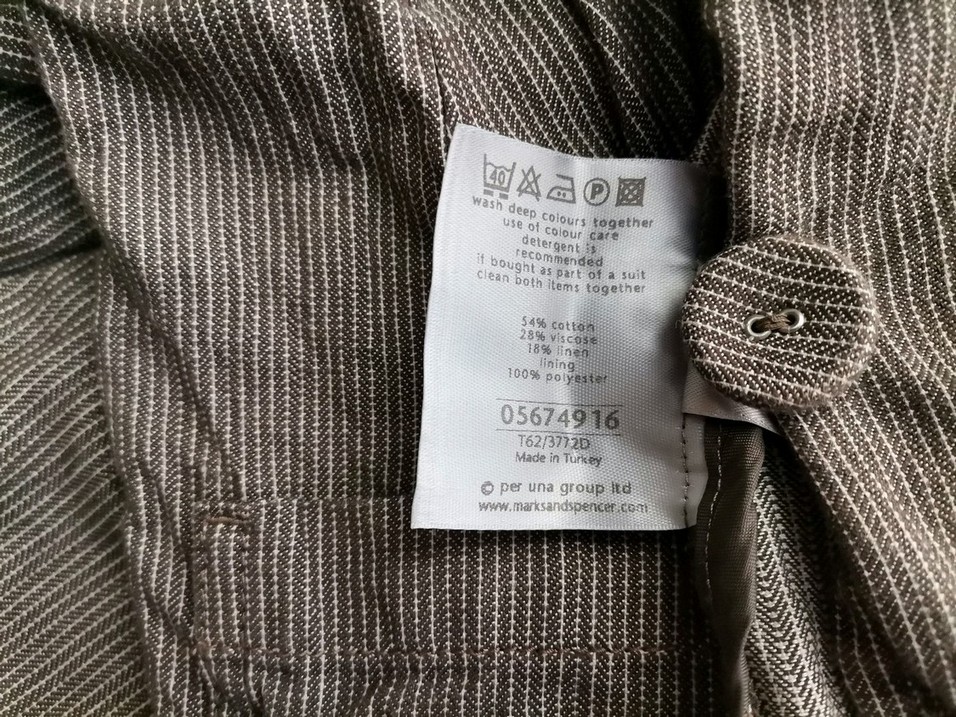 40 P
wash deep colours together
use of colour care
detergent is
recommended
if bought as part of a suit
clean both items together
54% cotton
28% viscose
18% linen
lining
100% polyester
05674916
T62/3772D
Made in Turkey
© per una group ltd
www.marksandspencer.com